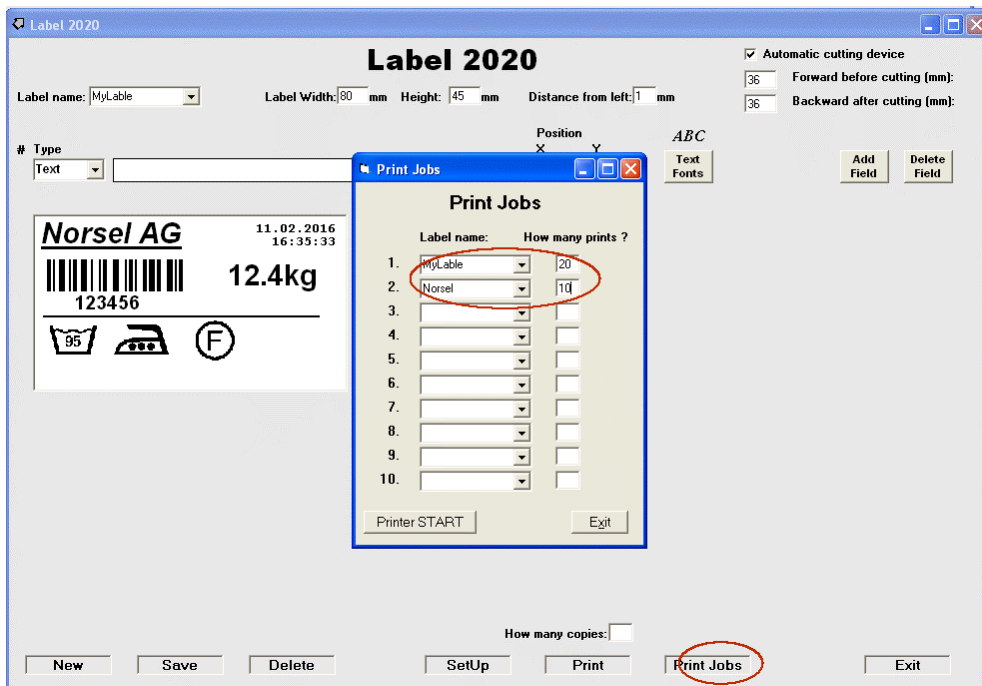 Label 2020
Label 2020
Automatic cutting device
36 Forward before cutting (mm):
Label name: MyLable Label Width: 80 mm Height: 45 mm Distance from left: 1 mm
36 Backward after cutting (mm):
Position
# Type X Y ABC
Text
Text Fonts
Add Field
Delete Field
Norsel AG
11.02.2016
16:35:33
12.4kg
123456
95
F
Print Jobs
Print Jobs
Label name: How many prints ?
1. MyLable 20
2. Norsel 10
3.
4.
5.
6.
7.
8.
9.
10.
Printer START Exit
How many copies:
New Save Delete SetUp Print Print Jobs Exit